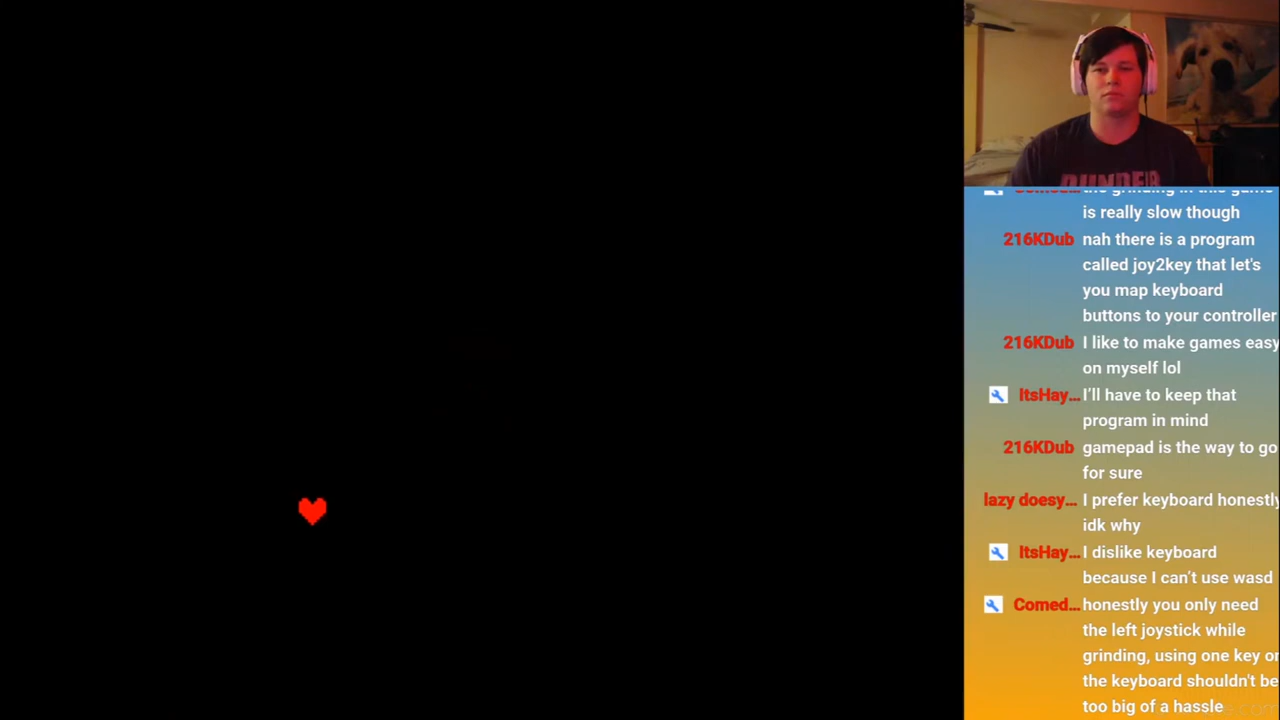 DUNDER
is really slow though
216KDub nah there is a program
called joy2key that let's
you map keyboard
buttons to your controller
216KDub I like to make games easy
on myself lol
ItsHay... I'll have to keep that
program in mind
216KDub gamepad is the way to go
for sure
lazy doesy... I prefer keyboard honestly
idk why
ItsHay... I dislike keyboard
because I can't use wasd
Comed... honestly you only need
the left joystick while
grinding, using one key on
the keyboard shouldn't be
too big of a hassle